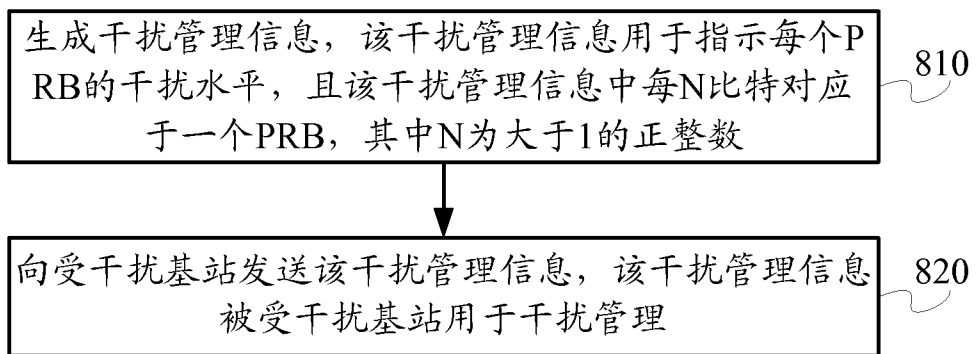 生成干扰管理信息，该干扰管理信息用于指示每个P
RB的干扰水平，且该干扰管理信息中每N比特对应
于一个PRB，其中N为大于1的正整数
810
向受干扰基站发送该干扰管理信息，该干扰管理信息
被受干扰基站用于干扰管理
820